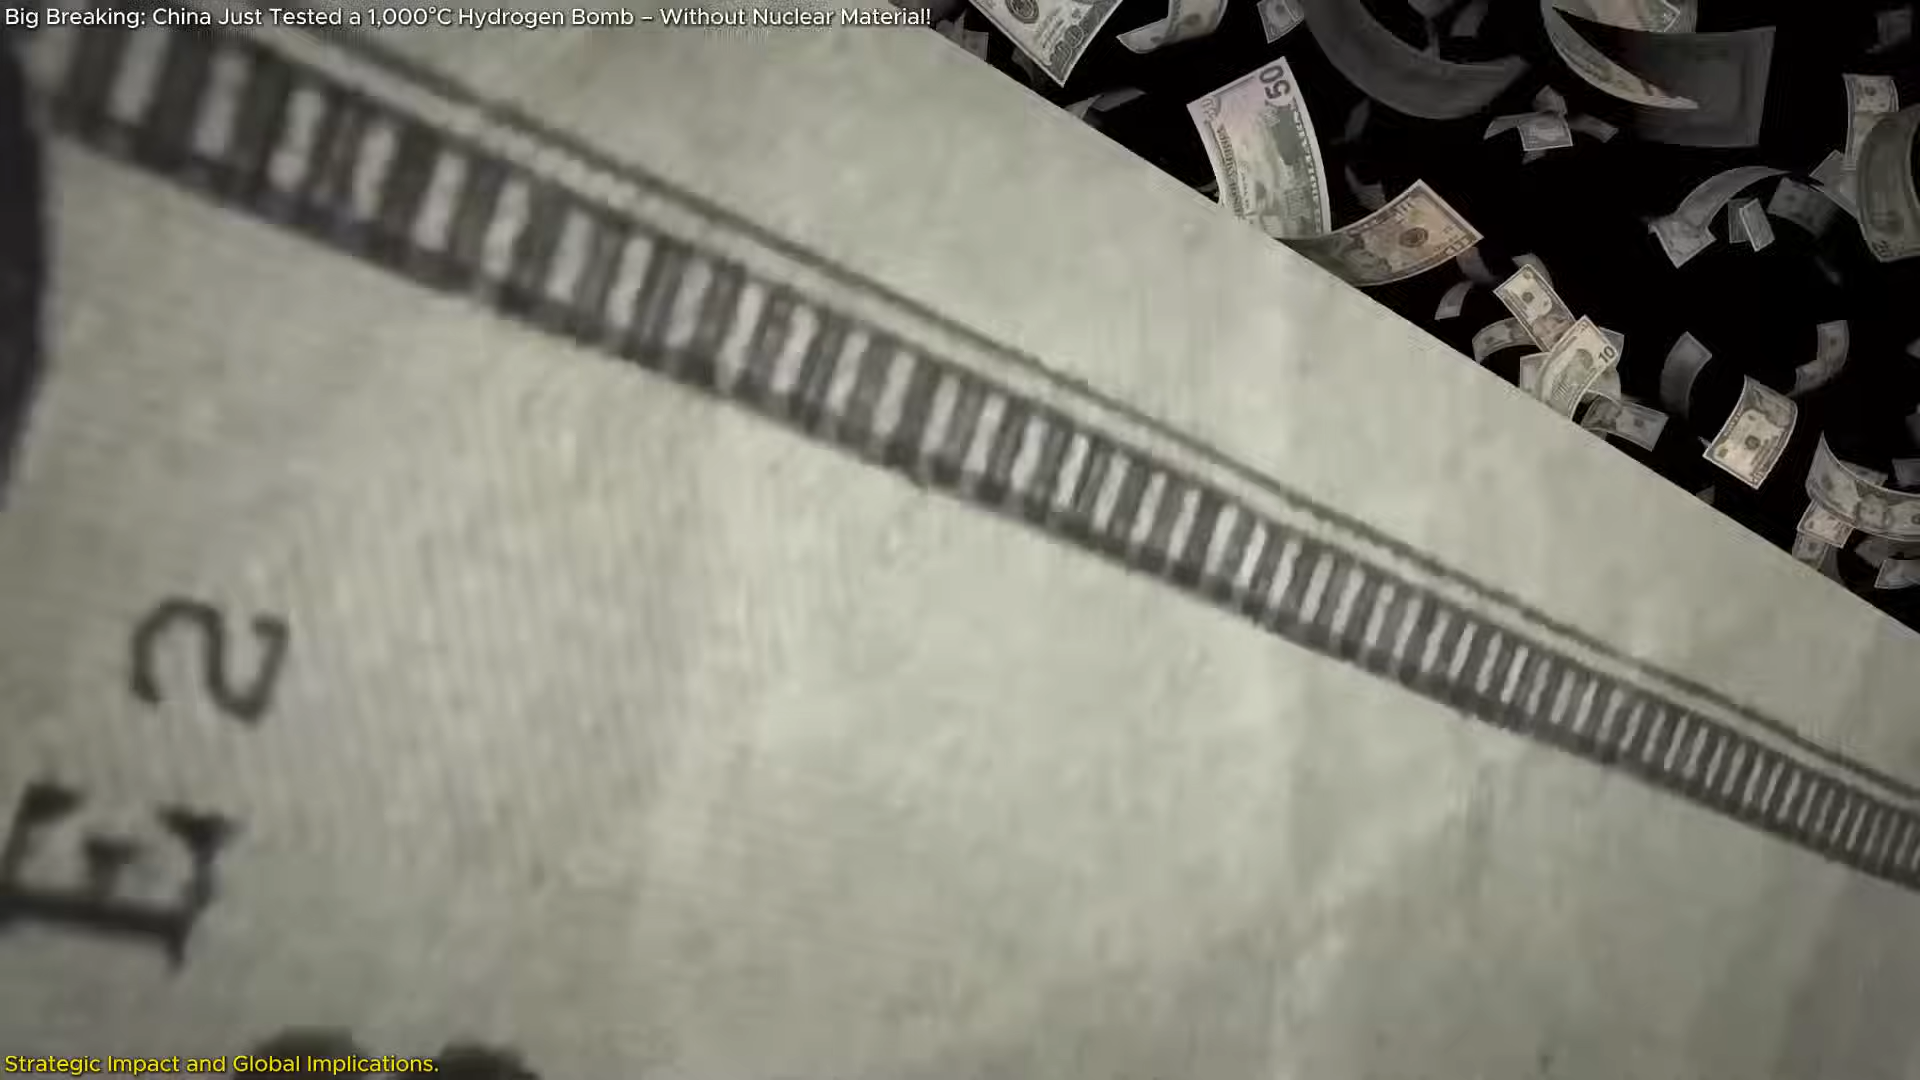 Big Breaking: China Just Tested a 1,000°C Hydrogen Bomb – Without Nuclear Material!
50
10
E2
Strategic Impact and Global Implications.